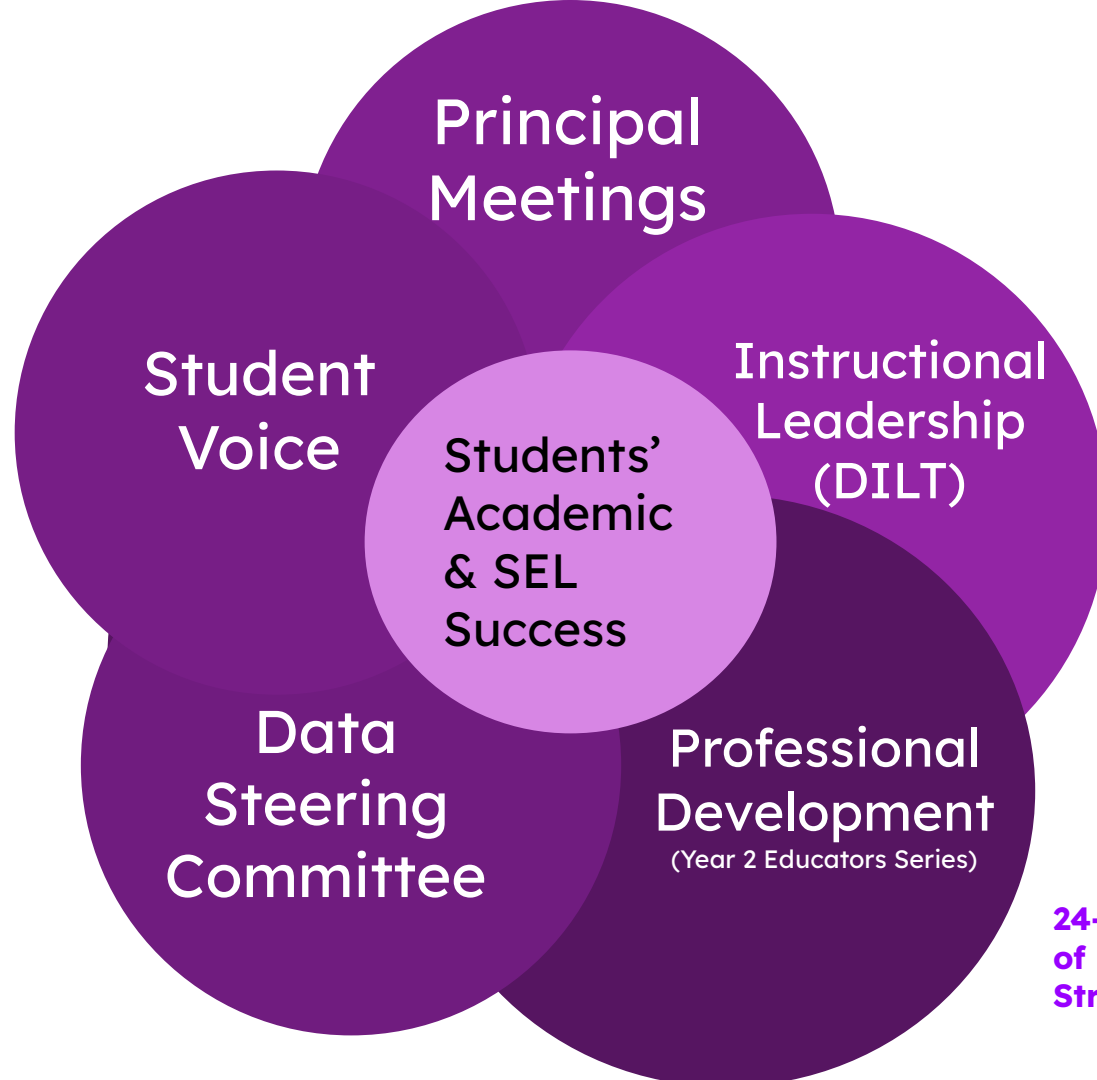 Principal
Meetings
Student
Voice
Instructional
Leadership
(DILT)
Students’
Academic
& SEL
Success
Data
Steering
Committee
Professional
Development
(Year 2 Educators Series)
24-
of